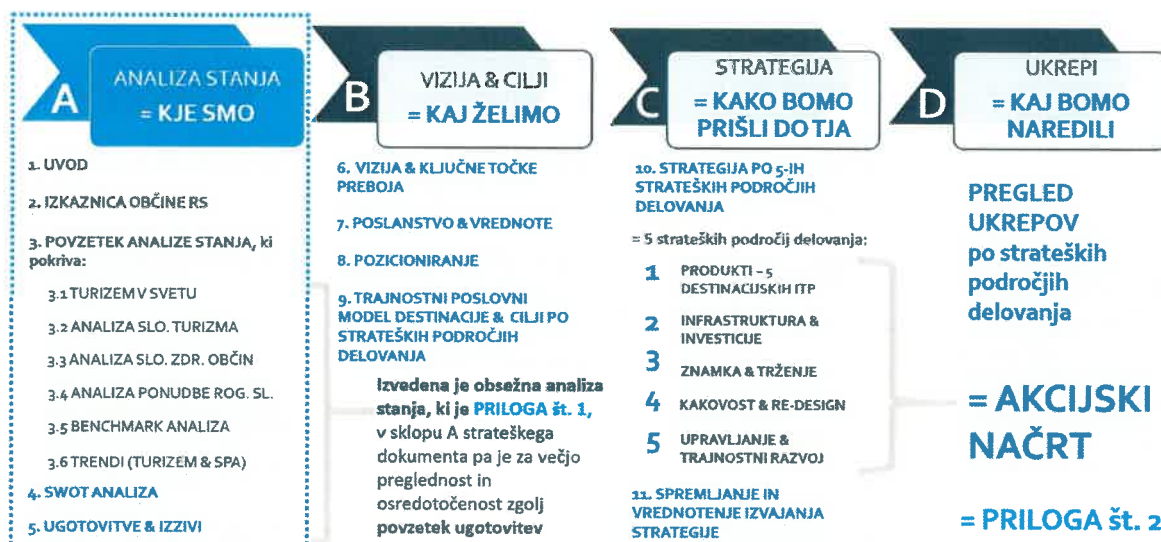 A
ANALIZA STANJA
= KJE SMO
1. UVOD
2. IZKAZNICA OBČINE RS
3. POVZETEK ANALIZE STANJA, ki
pokriva:
3.1 TURIZEM V SVETU
3.2 ANALIZA SLO. TURIZMA
3.3 ANALIZA SLO. ZDR. OBČIN
3.4 ANALIZA PONUDBE ROG. SL.
3.5 BENCHMARK ANALIZA
3.6 TRENDI (TURIZEM & SPA)
4. SWOT ANALIZA
5. UGOTOVITVE & IZZIVI
B
VIZIJA & CILJI
= KAJ ŽELIMO
6. VIZIJA & KLJUČNE TOČKE
PREBOJA
7. POSLANSTVO & VREDNOTE
8. POZICIONIRANJE
9. TRAJNOSTNI POSLOVNI
MODEL DESTINACIJE & CILJI PO
STRATEŠKIH PODROČJIH
DELOVANJA
Izvedena je obsežna analiza
stanja, ki je PRILOGA št. 1,
v sklopu A strateškega
dokumenta pa je za večjo
preglednost in
osredotočenost zgolj
povzetek ugotovitev
C
STRATEGIJA
= KAKO BOMO
PRIŠLI DO TJA
10. STRATEGIJA PO 5-IH
STRATEŠKIH PODROČJIH
DELOVANJA
= 5 strateških področij delovanja:
1 PRODUKTI – 5
DESTINACIJSKIH ITP
2 INFRASTRUKTURA &
INVESTICIJE
3 ZNAMKA & TRŽENJE
4 KAKOVOST & RE-DESIGN
5 UPRAVLJANJE &
TRAJNOSTNI RAZVOJ
11. SPREMLJANJE IN
VREDNOTENJE IZVAJANJA
STRATEGIJE
D
UKREPI
= KAJ BOMO
NAREDILI
PREGLED
UKREPOV
po strateških
področjih
delovanja
= AKCIJSKI
NAČRT
= PRILOGA št. 2